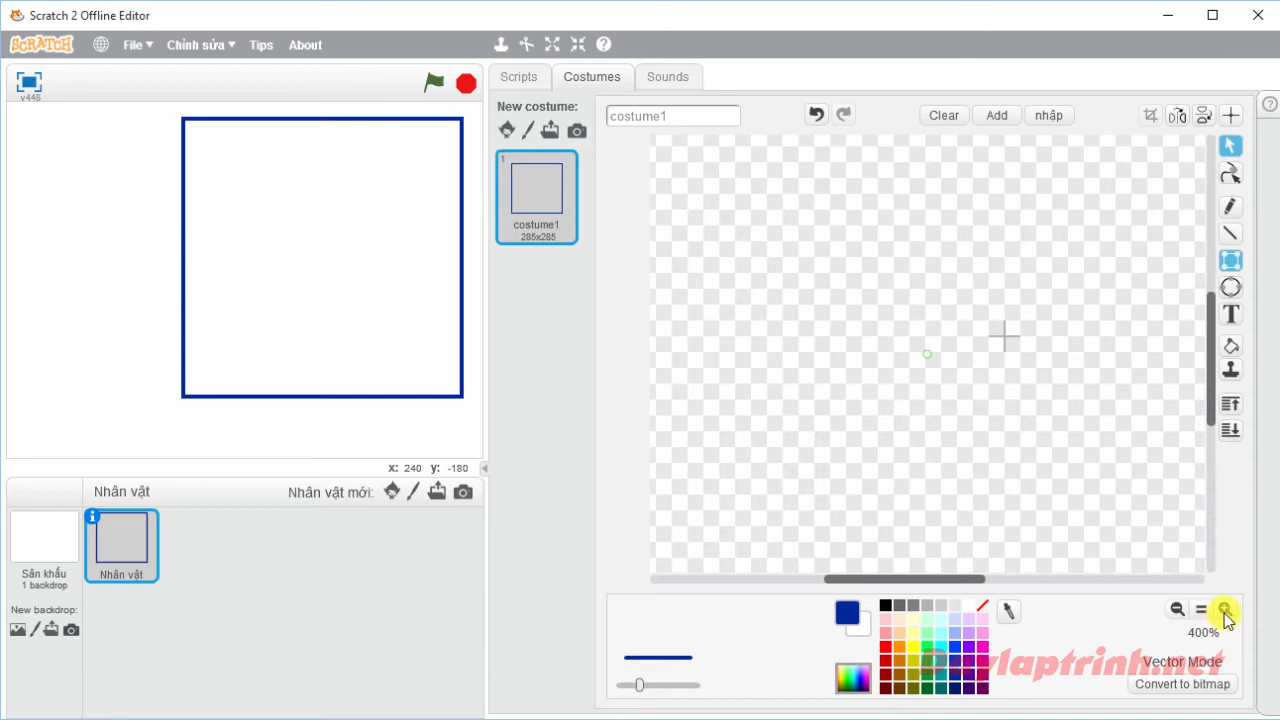 Scratch 2 Offline Editor
SCRATCH File Chỉnh sửa Tips About
v448
Scripts Costumes Sounds
New costume:
costume1
Clear Add nhập
1
costume1
285x285
x: 240 y: -180
Nhân vật
Nhân vật mới:
Sân khấu
1 backdrop
Nhân vật
New backdrop:
400%
Vector Mode
Convert to bitmap
Daylaptrinh.net